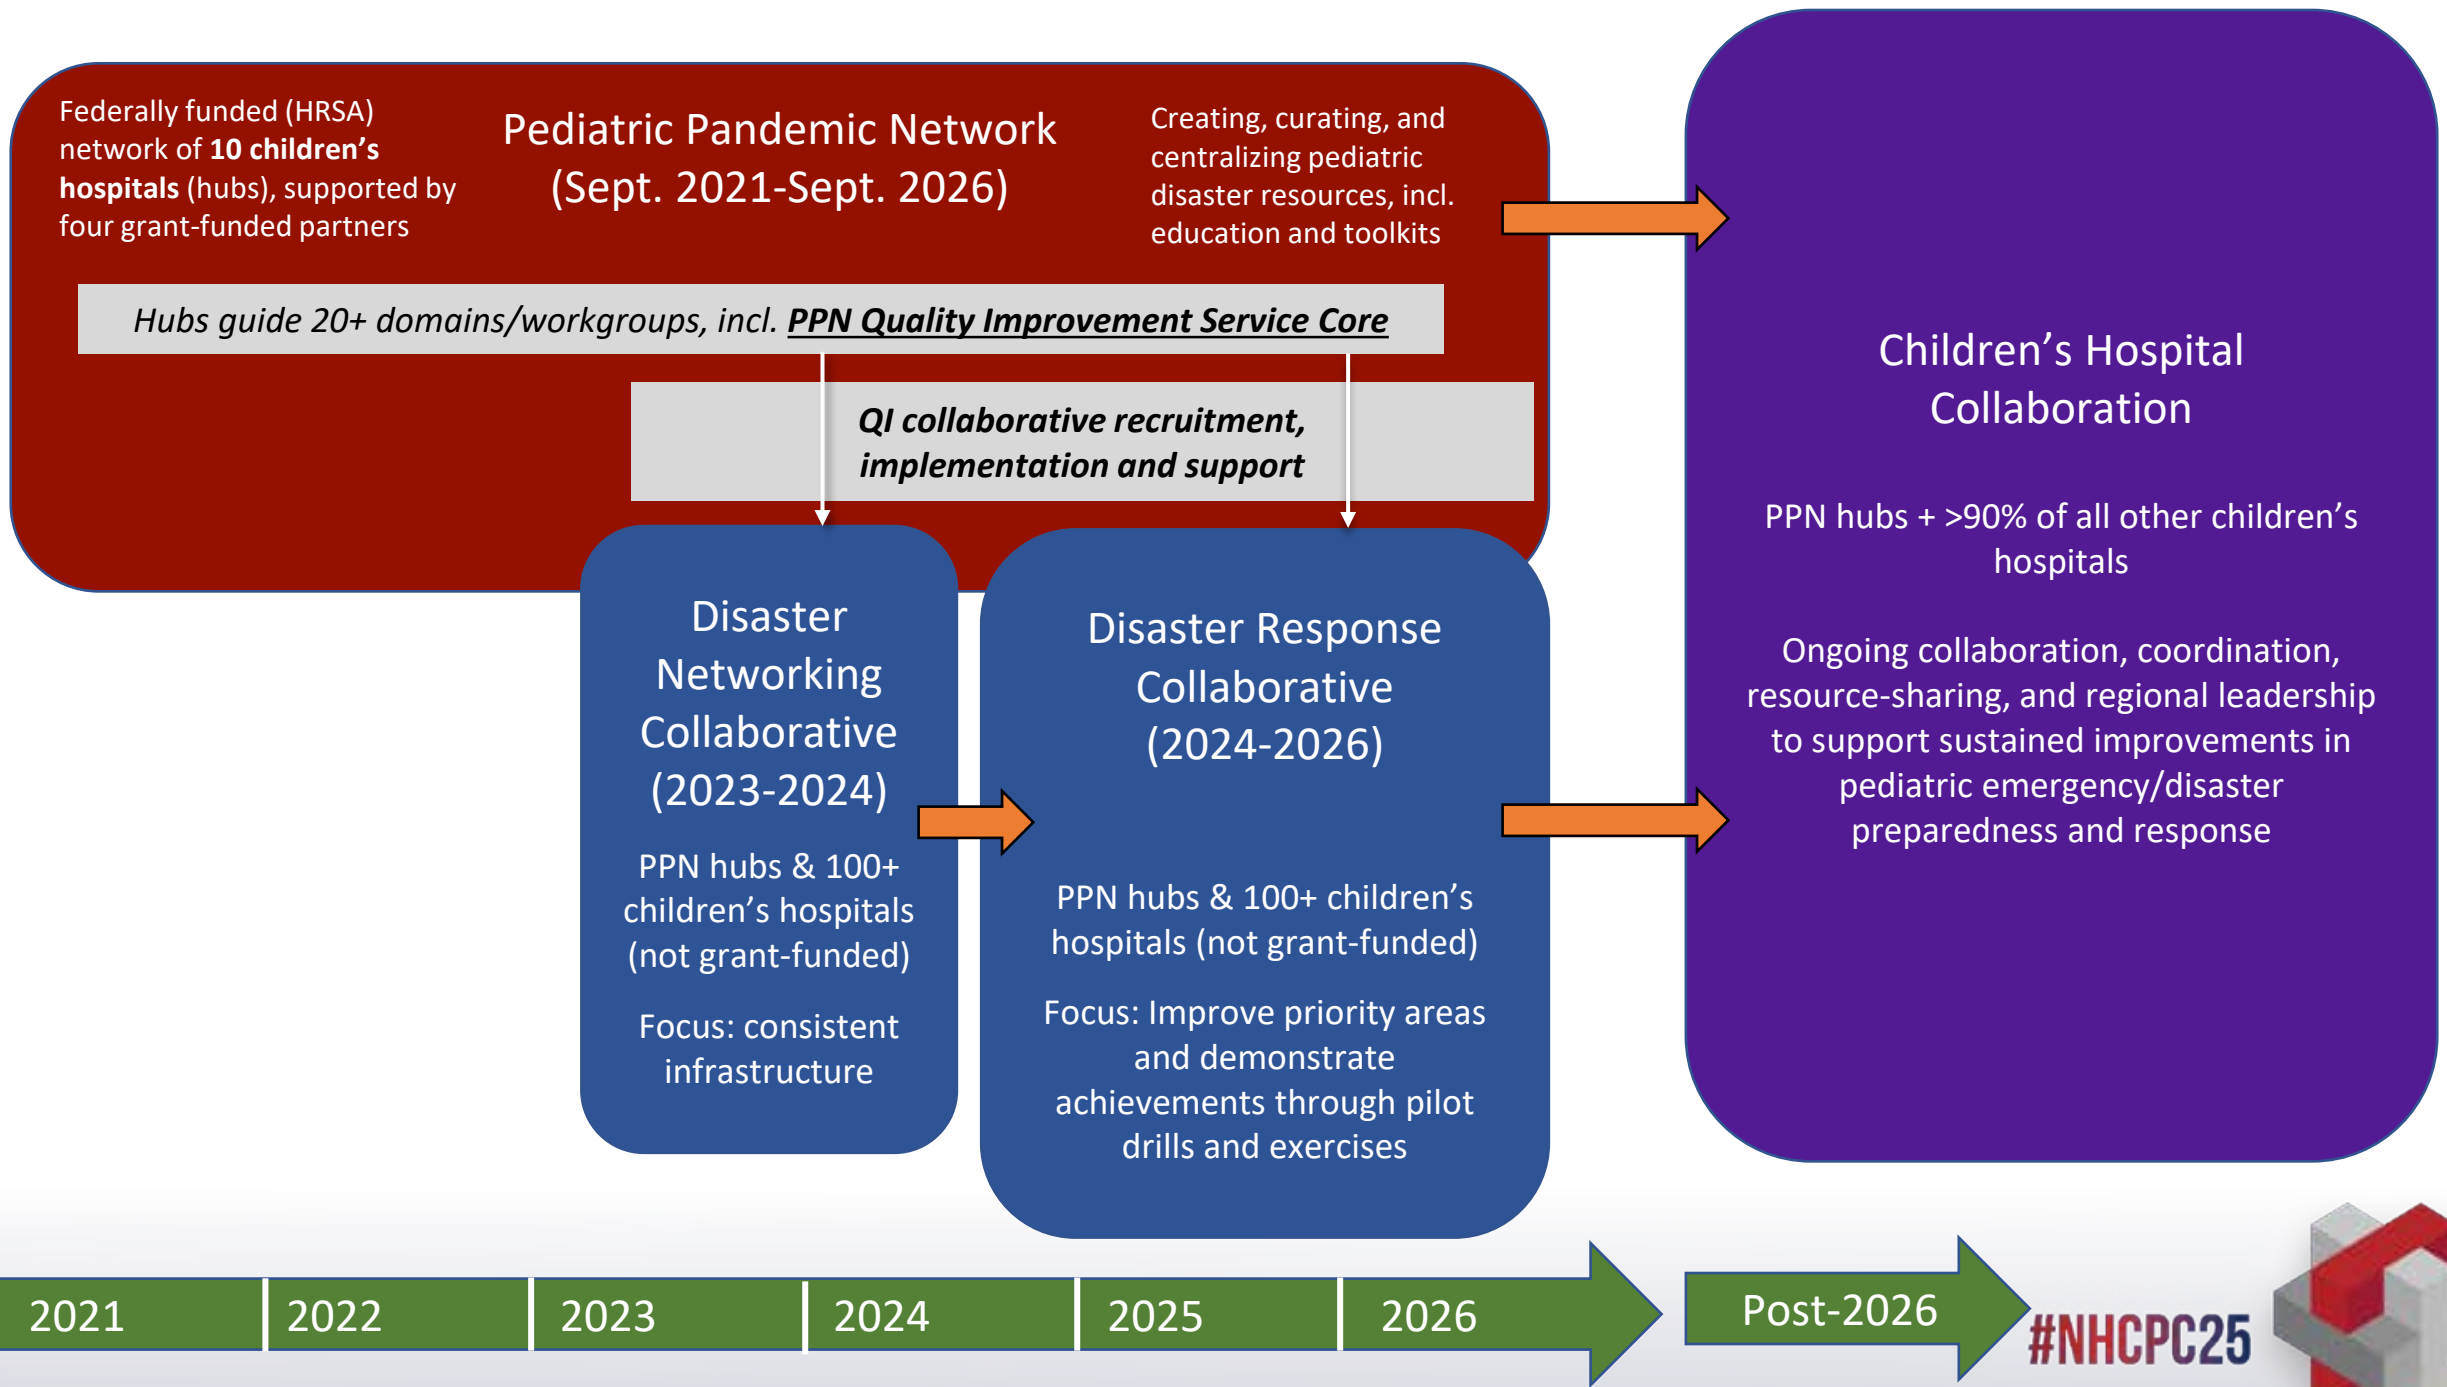 Federally funded (HRSA)
network of 10 children’s
hospitals (hubs), supported by
four grant-funded partners
Pediatric Pandemic Network
(Sept. 2021-Sept. 2026)
Creating, curating, and
centralizing pediatric
disaster resources, incl.
education and toolkits
Hubs guide 20+ domains/workgroups, incl. PPN Quality Improvement Service Core
QI collaborative recruitment,
implementation and support
Disaster
Networking
Collaborative
(2023-2024)
PPN hubs & 100+
children’s hospitals
(not grant-funded)
Focus: consistent
infrastructure
Disaster Response
Collaborative
(2024-2026)
PPN hubs & 100+ children’s
hospitals (not grant-funded)
Focus: Improve priority areas
and demonstrate
achievements through pilot
drills and exercises
Children’s Hospital
Collaboration
PPN hubs + >90% of all other children’s
hospitals
Ongoing collaboration, coordination,
resource-sharing, and regional leadership
to support sustained improvements in
pediatric emergency/disaster
preparedness and response
2021
2022
2023
2024
2025
2026
Post-2026
#NHCPC25